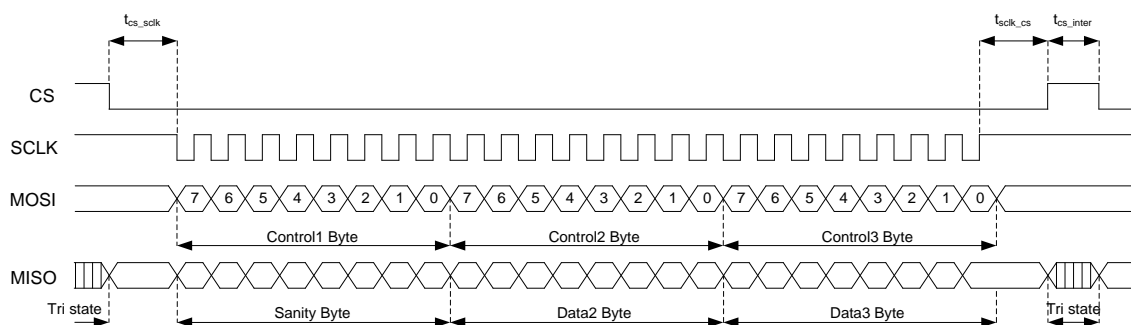 tcs_sclk tsclk_cs tcs_inter
CS
SCLK
MOSI 7 6 5 4 3 2 1 0 7 6 5 4 3 2 1 0 7 6 5 4 3 2 1 0
Control1 Byte Control2 Byte Control3 Byte
MISO
Tri state Sanity Byte Data2 Byte Data3 Byte Tri state